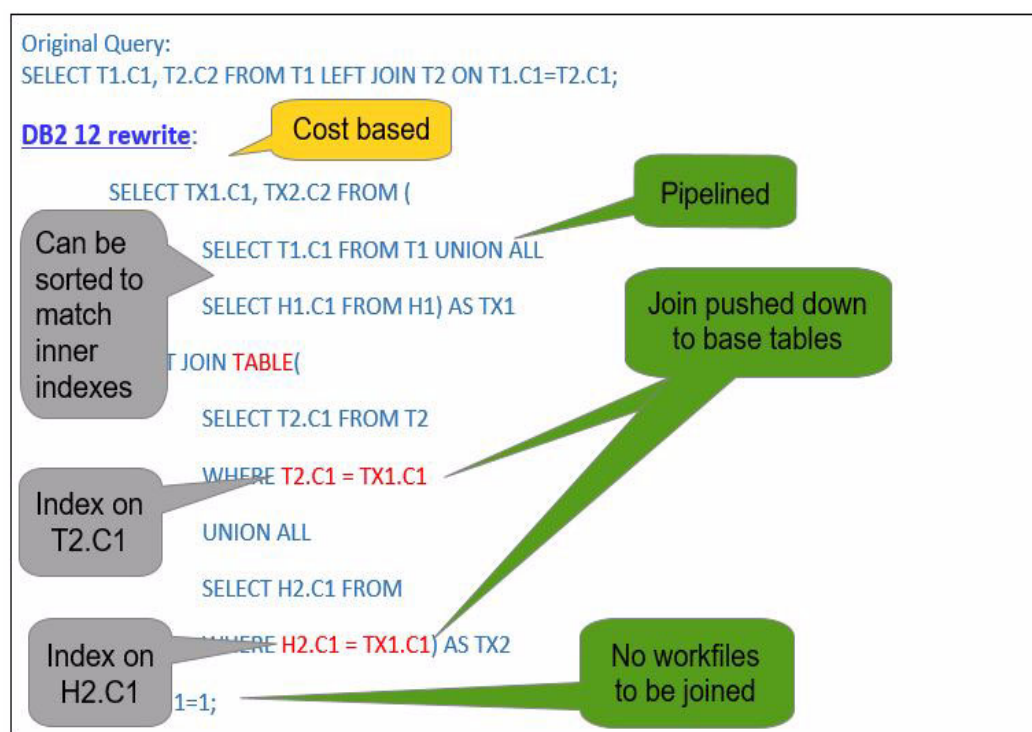 Original Query:
SELECT T1.C1, T2.C2 FROM T1 LEFT JOIN T2 ON T1.C1=T2.C1;
DB2 12 rewrite:
Cost based
SELECT TX1.C1, TX2.C2 FROM (
Pipelined
Can be
sorted to
match
inner
indexes
SELECT T1.C1 FROM T1 UNION ALL
SELECT H1.C1 FROM H1) AS TX1
Join pushed down
to base tables
T JOIN TABLE(
SELECT T2.C1 FROM T2
WHERE T2.C1 = TX1.C1
Index on
T2.C1
UNION ALL
SELECT H2.C1 FROM
WHERE H2.C1 = TX1.C1) AS TX2
Index on
H2.C1
No workfiles
to be joined
1=1;